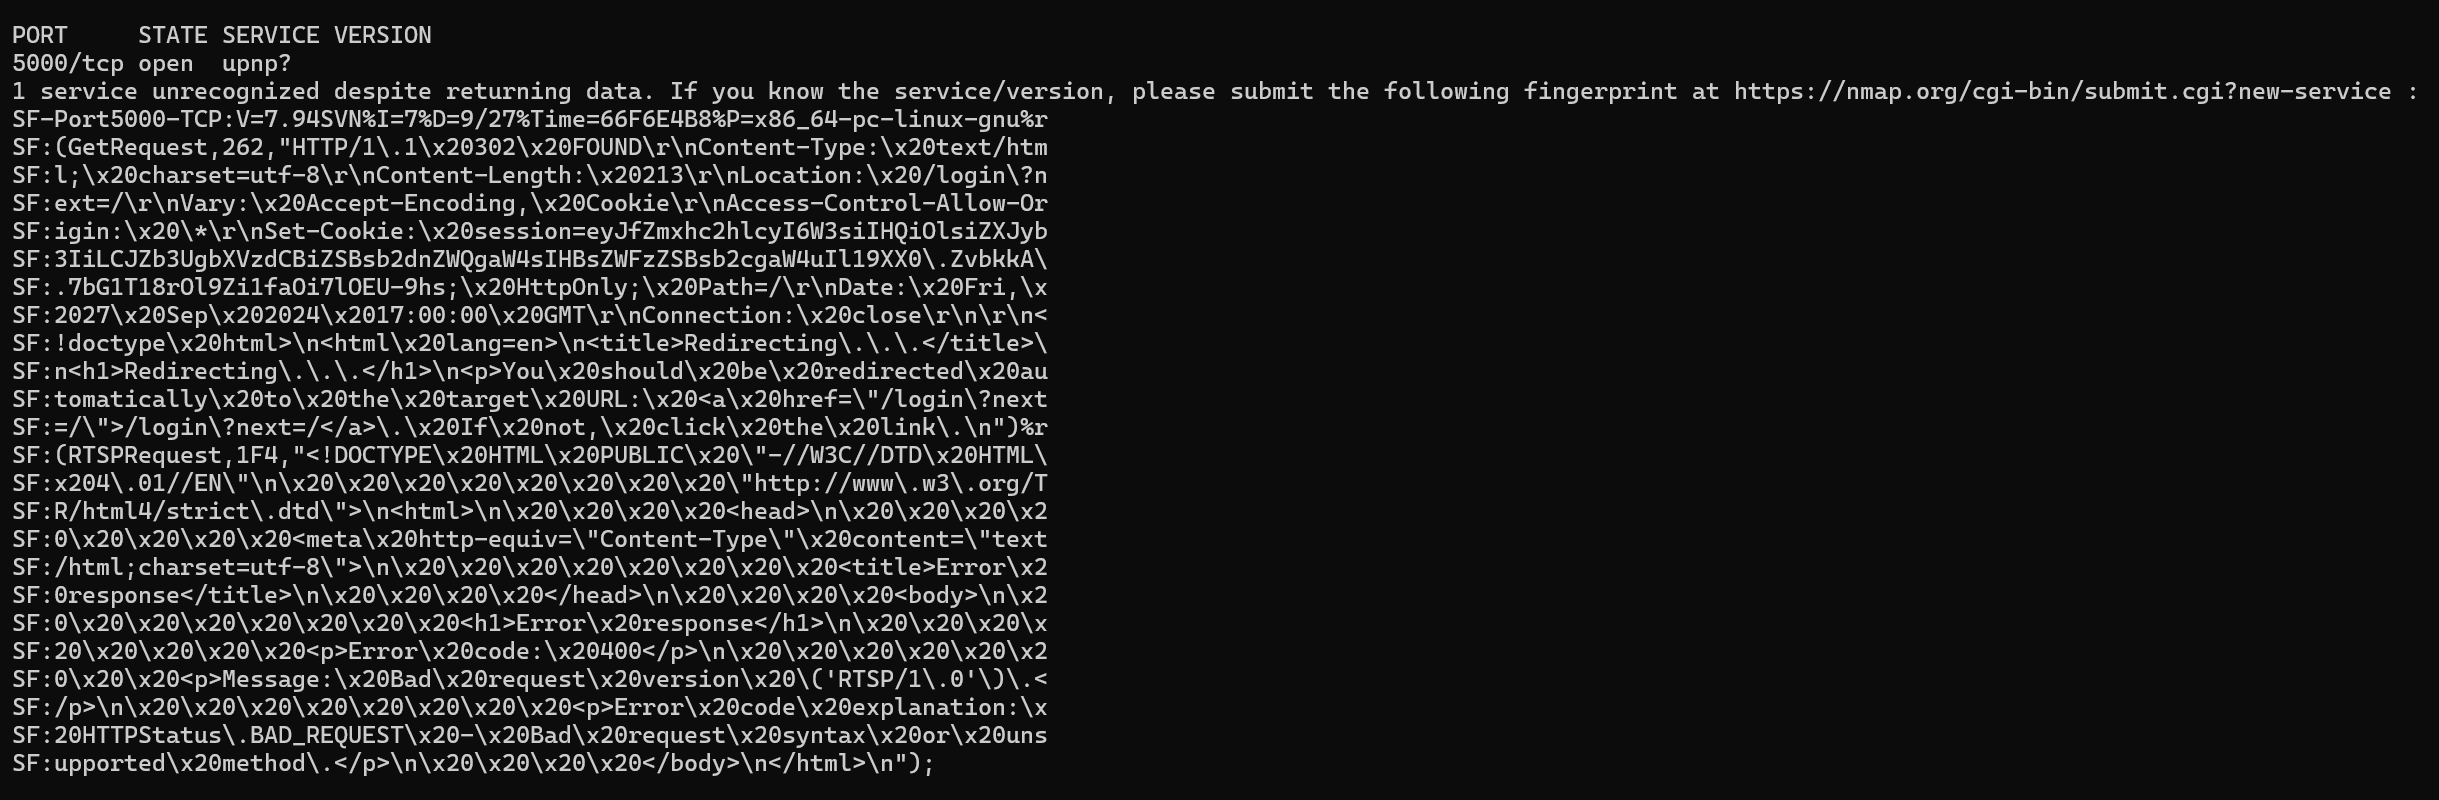 PORT     STATE SERVICE VERSION
5000/tcp open  upnp?
1 service unrecognized despite returning data. If you know the service/version, please submit the following fingerprint at https://nmap.org/cgi-bin/submit.cgi?new-service :
SF-Port5000-TCP:V=7.94SVN%I=7%D=9/27%Time=66F6E4B8%P=x86_64-pc-linux-gnu%r
SF:(GetRequest,262,"HTTP/1\.1\x20302\x20FOUND\r\nContent-Type:\x20text/htm
SF:l;\x20charset=utf-8\r\nContent-Length:\x20213\r\nLocation:\x20/login\?n
SF:ext=/\r\nVary:\x20Accept-Encoding,\x20Cookie\r\nAccess-Control-Allow-Or
SF:igin:\x20\*\r\nSet-Cookie:\x20session=eyJfZmxhc2hlcyI6W3siIHQiOlsiZXJyb
SF:3IiLCJZb3UgbXVzdCBiZSBsb2dnZWQgaW4sIHBsZWFzZSBsb2cgaW4uIl19XX0\.ZvbkkA\
SF:.7bG1T18rOl9Zi1faOi7lOEU-9hs;\x20HttpOnly;\x20Path=/\r\nDate:\x20Fri,\x
SF:2027\x20Sep\x202024\x2017:00:00\x20GMT\r\nConnection:\x20close\r\n\r\n<
SF:!doctype\x20html>\n<html\x20lang=en>\n<title>Redirecting\.\.\.</title>\
SF:n<h1>Redirecting\.\.\.</h1>\n<p>You\x20should\x20be\x20redirected\x20au
SF:tomatically\x20to\x20the\x20target\x20URL:\x20<a\x20href=\"/login\?next
SF:=/\">/login\?next=/</a>\.\x20If\x20not,\x20click\x20the\x20link\.\n")%r
SF:(RTSPRequest,1F4,"<!DOCTYPE\x20HTML\x20PUBLIC\x20\"-//W3C//DTD\x20HTML\
SF:x204\.01//EN\"\n\x20\x20\x20\x20\x20\x20\x20\x20\"http://www\.w3\.org/T
SF:R/html4/strict\.dtd\">\n<html>\n\x20\x20\x20\x20<head>\n\x20\x20\x20\x2
SF:0\x20\x20\x20\x20<meta\x20http-equiv=\"Content-Type\"\x20content=\"text
SF:/html;charset=utf-8\">\n\x20\x20\x20\x20\x20\x20\x20\x20<title>Error\x2
SF:0response</title>\n\x20\x20\x20\x20</head>\n\x20\x20\x20\x20<body>\n\x2
SF:0\x20\x20\x20\x20\x20\x20\x20<h1>Error\x20response</h1>\n\x20\x20\x20\x
SF:20\x20\x20\x20\x20<p>Error\x20code:\x20400</p>\n\x20\x20\x20\x20\x20\x2
SF:0\x20\x20<p>Message:\x20Bad\x20request\x20version\x20\('RTSP/1\.0'\)\.<
SF:/p>\n\x20\x20\x20\x20\x20\x20\x20\x20<p>Error\x20code\x20explanation:\x
SF:20HTTPStatus\.BAD_REQUEST\x20-\x20Bad\x20request\x20syntax\x20or\x20uns
SF:upported\x20method\.</p>\n\x20\x20\x20\x20</body>\n</html>\n");